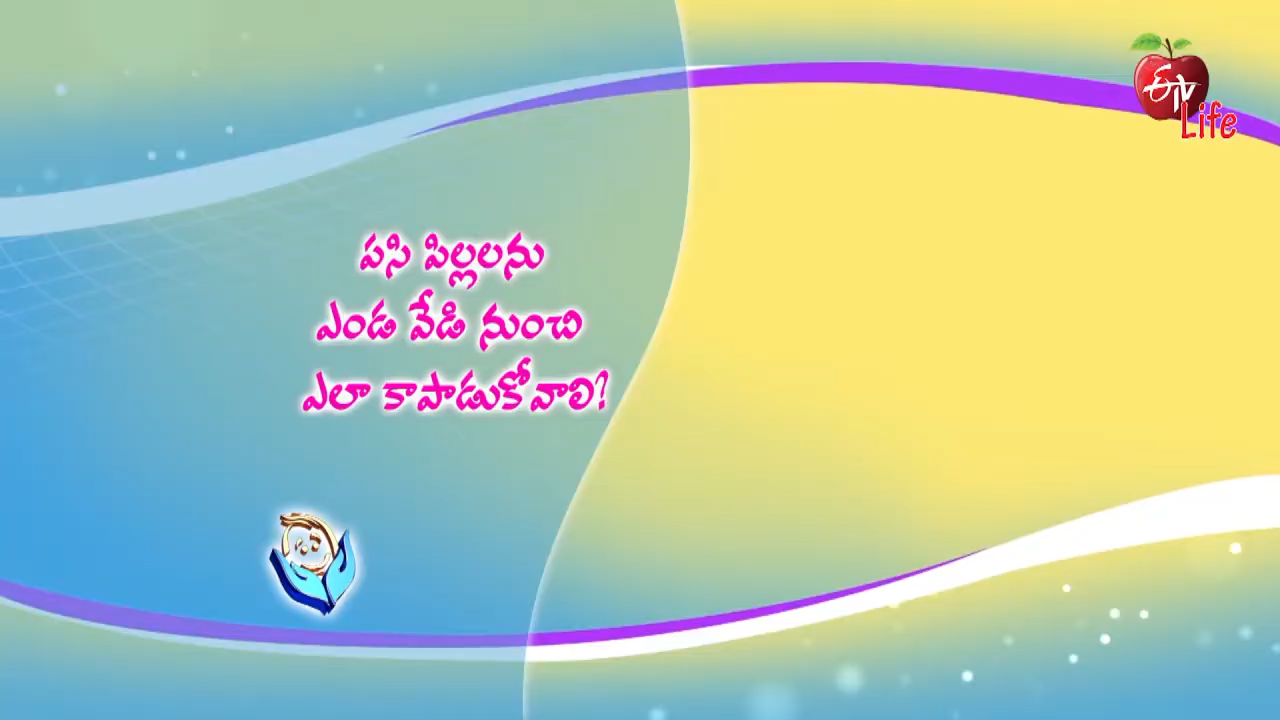 పసి పిల్లలను
ఎండ వేడి నుంచి
ఎలా కాపాడుకోవాలి?
ETV
Life